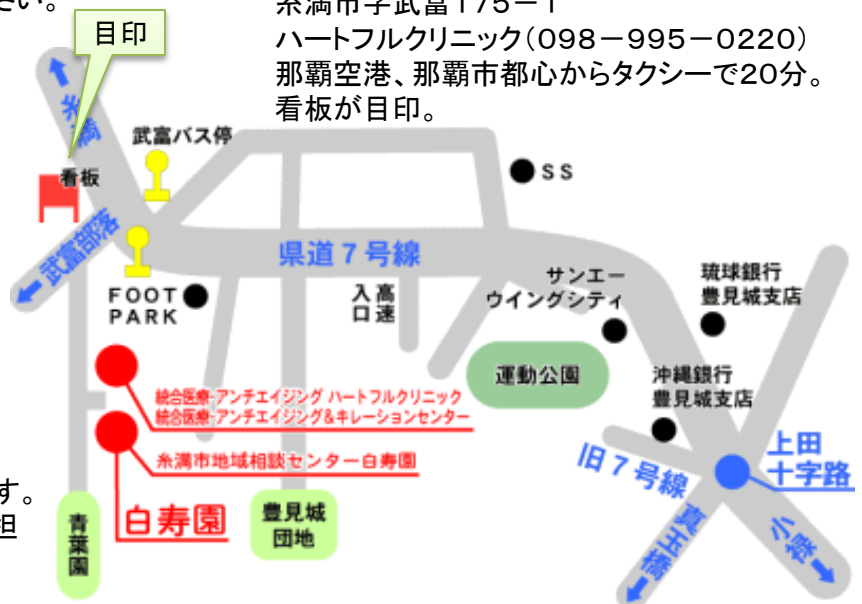 さい。
糸満市字武富175-1
ハートフルクリニック(098-995-0220)
那覇空港、那覇市都心からタクシーで20分。
看板が目印。
目印
糸満
武富バス停
看板
SS
武富部落
県道7号線
FOOT
PARK
高速
入口
サンエー
ウイングシティ
琉球銀行
豊見城支店
運動公園
沖縄銀行
豊見城支店
統合医療・アンチエイジング ハートフルクリニック
統合医療・アンチエイジング&キレーションセンター
糸満市地域相談センター白寿園
上田
十字路
旧7号線
す。
担
白寿園
青葉園
豊見城
団地
真玉橋
小禄